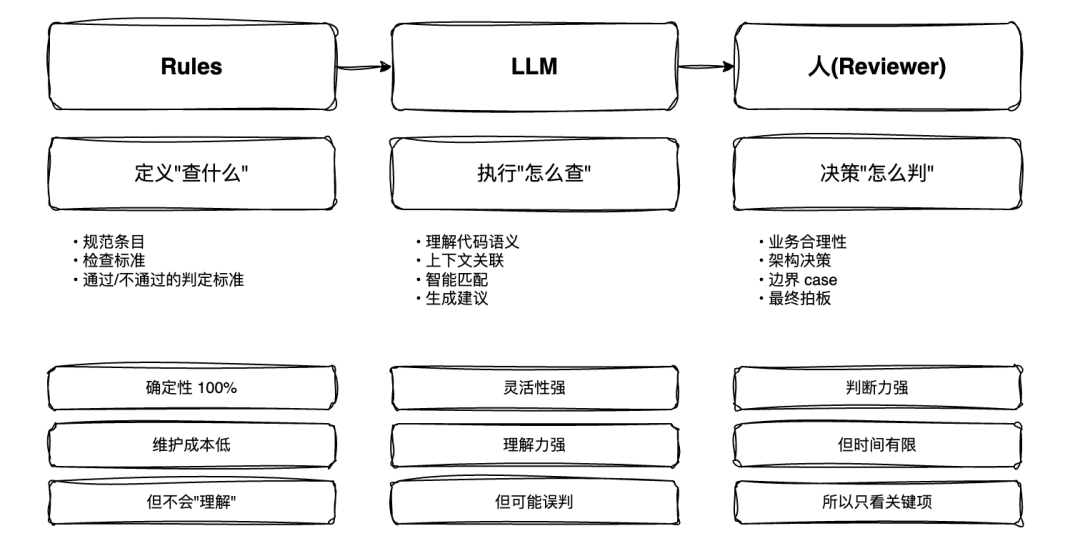 Rules
LLM
人(Reviewer)
定义"查什么"
执行"怎么查"
决策"怎么判"
• 规范条目
• 检查标准
• 通过/不通过的判定标准
• 理解代码语义
• 上下文关联
• 智能匹配
• 生成建议
• 业务合理性
• 架构决策
• 边界 case
• 最终拍板
确定性 100%
灵活性强
判断力强
维护成本低
理解力强
但时间有限
但不会"理解"
但可能误判
所以只看关键项